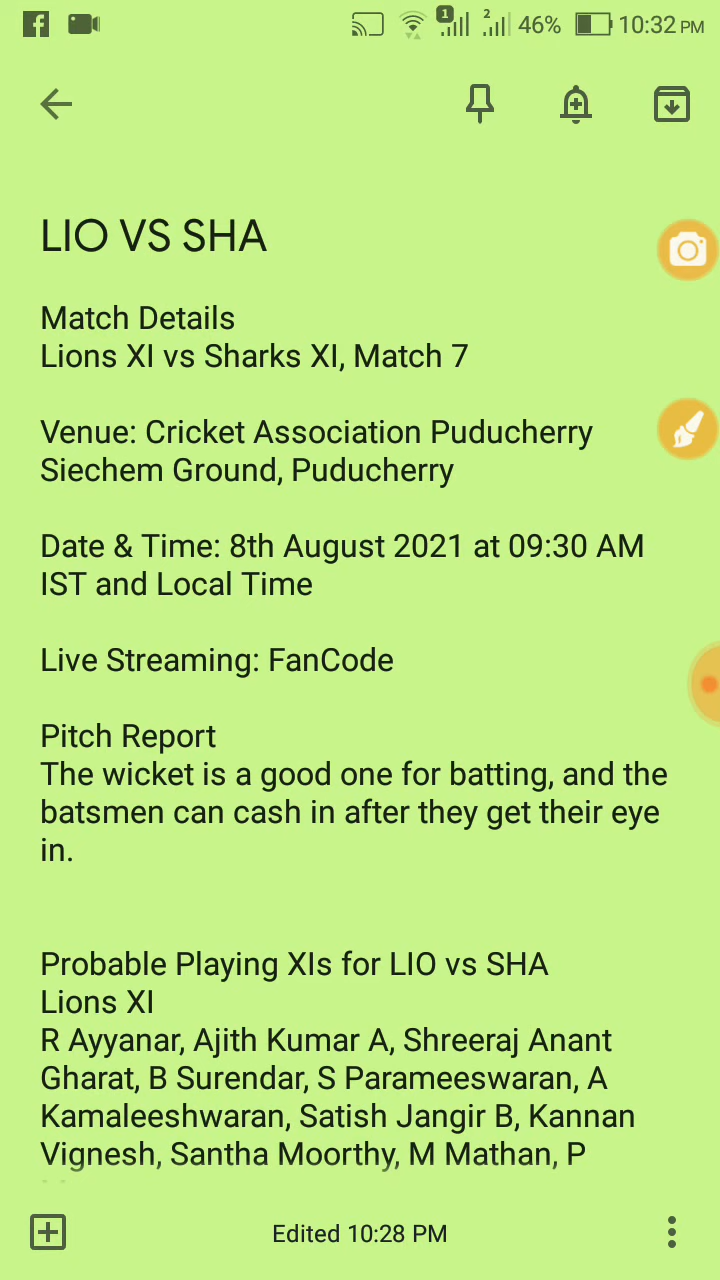 1 2 46% 10:32 PM
LIO VS SHA
Match Details
Lions XI vs Sharks XI, Match 7
Venue: Cricket Association Puducherry
Siechem Ground, Puducherry
Date & Time: 8th August 2021 at 09:30 AM
IST and Local Time
Live Streaming: FanCode
Pitch Report
The wicket is a good one for batting, and the
batsmen can cash in after they get their eye
in.
Probable Playing XIs for LIO vs SHA
Lions XI
R Ayyanar, Ajith Kumar A, Shreeraj Anant
Gharat, B Surendar, S Parameeswaran, A
Kamaleeshwaran, Satish Jangir B, Kannan
Vignesh, Santha Moorthy, M Mathan, P
Edited 10:28 PM